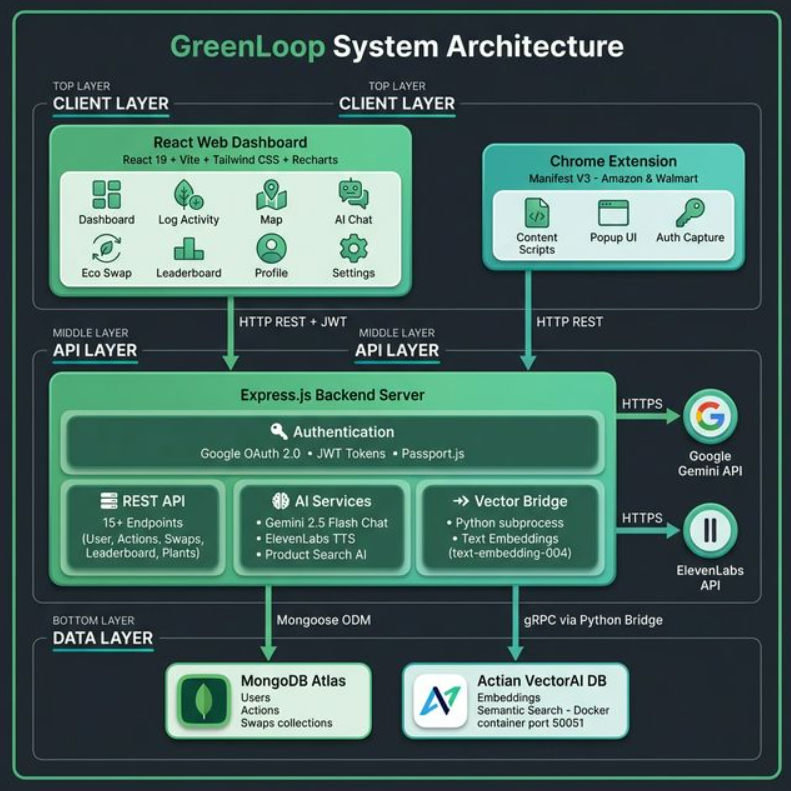 GreenLoop System Architecture
TOP LAYER
CLIENT LAYER
TOP LAYER
CLIENT LAYER
React Web Dashboard
React 19 + Vite + Tailwind CSS + Recharts
Dashboard
Log Activity
Map
AI Chat
Eco Swap
Leaderboard
Profile
Settings
Chrome Extension
Manifest V3 - Amazon & Walmart
Content
Scripts
Popup UI
Auth Capture
HTTP REST + JWT
HTTP REST
MIDDLE LAYER
API LAYER
MIDDLE LAYER
API LAYER
Express.js Backend Server
Authentication
Google OAuth 2.0 • JWT Tokens • Passport.js
REST API
15+ Endpoints
(User, Actions, Swaps,
Leaderboard, Plants)
AI Services
• Gemini 2.5 Flash Chat
• ElevenLabs TTS
• Product Search AI
Vector Bridge
• Python subprocess
• Text Embeddings
(text-embedding-004)
HTTPS
Google
Gemini API
HTTPS
ElevenLabs
API
Mongoose ODM
gRPC via Python Bridge
BOTTOM LAYER
DATA LAYER
MongoDB Atlas
Users
Actions
Swaps collections
Actian VectorAI DB
Embeddings
Semantic Search - Docker
container port 50051